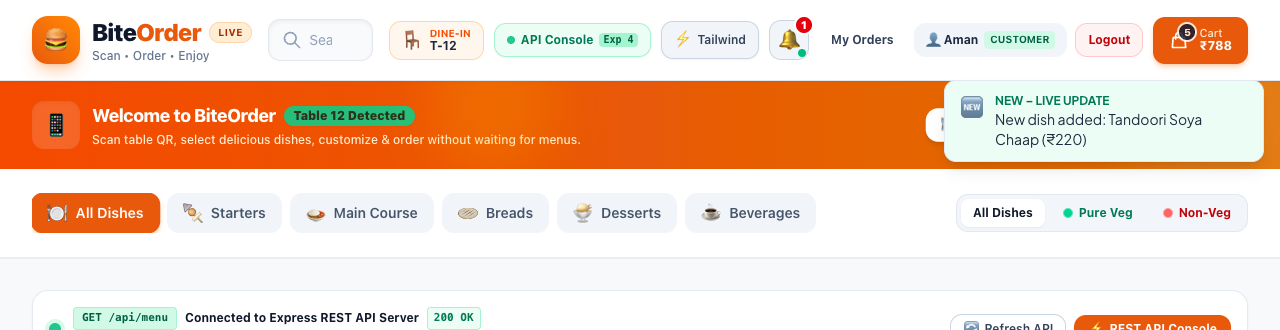 BiteOrder LIVE
Scan • Order • Enjoy
Sea
DINE-IN
T-12
API Console Exp 4
Tailwind
1
My Orders
Aman CUSTOMER
Logout
5
Cart
₹788
Welcome to BiteOrder Table 12 Detected
Scan table QR, select delicious dishes, customize & order without waiting for menus.
NEW
NEW – LIVE UPDATE
New dish added: Tandoori Soya
Chaap (₹220)
All Dishes
Starters
Main Course
Breads
Desserts
Beverages
All Dishes
Pure Veg
Non-Veg
GET /api/menu Connected to Express REST API Server 200 OK
Refresh API
REST API Console